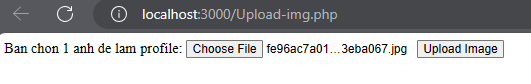 localhost:3000/Upload-img.php
Ban chon 1 anh de lam profile: Choose File fe96ac7a01...3eba067.jpg Upload Image